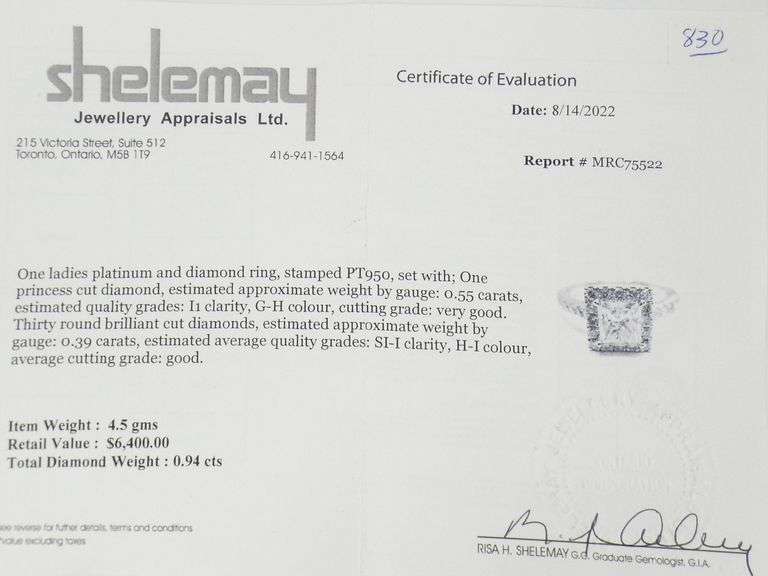 830
shelemay
Jewellery Appraisals Ltd.
215 Victoria Street, Suite 512
Toronto, Ontario, M5B 1T9
416-941-1564
Certificate of Evaluation
Date: 8/14/2022
Report # MRC75522
One ladies platinum and diamond ring, stamped PT950, set with; One
princess cut diamond, estimated approximate weight by gauge: 0.55 carats,
estimated quality grades: I1 clarity, G-H colour, cutting grade: very good.
Thirty round brilliant cut diamonds, estimated approximate weight by
gauge: 0.39 carats, estimated average quality grades: SI-I clarity, H-I colour,
average cutting grade: good.
Item Weight : 4.5 gms
Retail Value : $6,400.00
Total Diamond Weight : 0.94 cts
see reverse for futher details, terms and conditions
value excluding taxes
RISA H. SHELEMAY G.G. Graduate Gemologist, G.I.A.